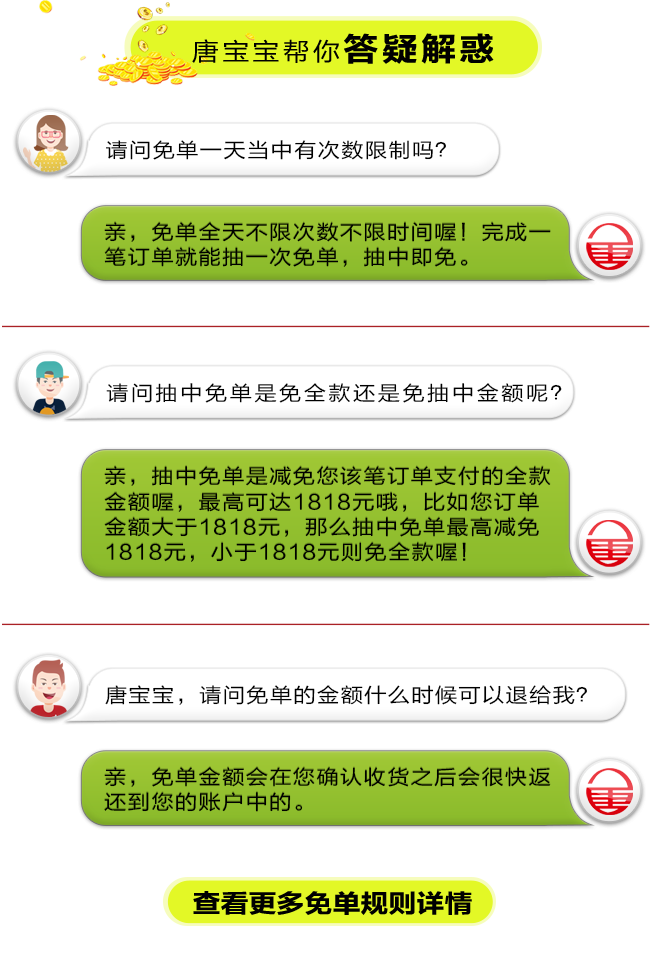 唐宝宝帮你答疑解惑
请问免单一天当中有次数限制吗?
亲，免单全天不限次数不限时间喔！完成一
笔订单就能抽一次免单，抽中即免。
请问抽中免单是免全款还是免抽中金额呢?
亲，抽中免单是减免您该笔订单支付的全款
金额喔，最高可达1818元哦，比如您订单
金额大于1818元，那么抽中免单最高减免
1818元，小于1818元则免全款喔！
唐宝宝，请问免单的金额什么时候可以退给我?
亲，免单金额会在您确认收货之后会很快返
还到您的账户中的。
查看更多免单规则详情